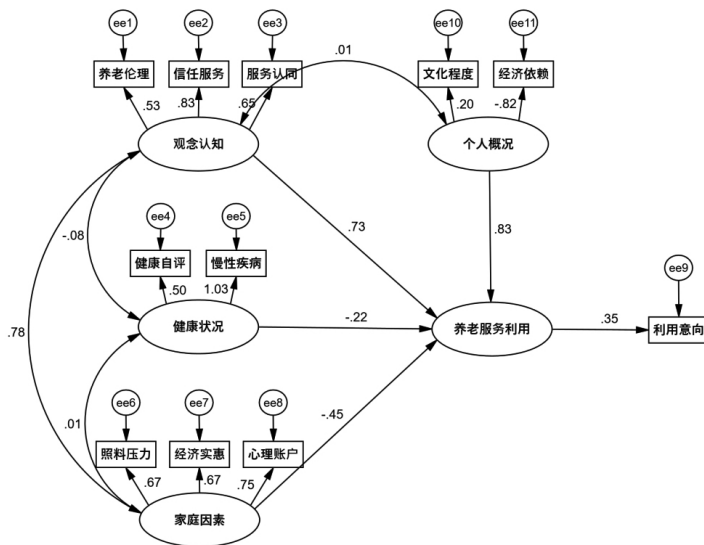 ee1
ee2
ee3
ee10
ee11
养老伦理
信任服务
服务认同
.01
文化程度
经济依赖
.53
.83
.65
.20
-.82
观念认知
个人概况
-.08
ee4
ee5
.73
.83
健康自评
慢性疾病
ee9
.50
1.03
.78
健康状况
-.22
养老服务利用
.35
利用意向
.01
ee6
ee7
ee8
-.45
照料压力
经济实惠
心理账户
.67
.67
.75
家庭因素